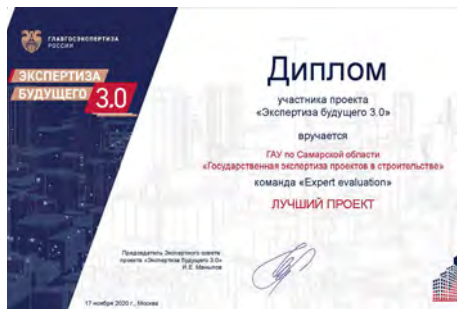 ГЛАВГОСЭКСПЕРТИЗА
РОССИИ
ЭКСПЕРТИЗА
БУДУЩЕГО 3.0
Диплом
участника проекта
«Экспертиза будущего 3.0»
вручается
ГАУ по Самарской области
«Государственная экспертиза проектов в строительстве»
команда «Expert evaluation»
ЛУЧШИЙ ПРОЕКТ
Председатель Экспертного совета
проекта «Экспертиза будущего 3.0»
И.Е. Манылов
17 ноября 2020 г., Москва